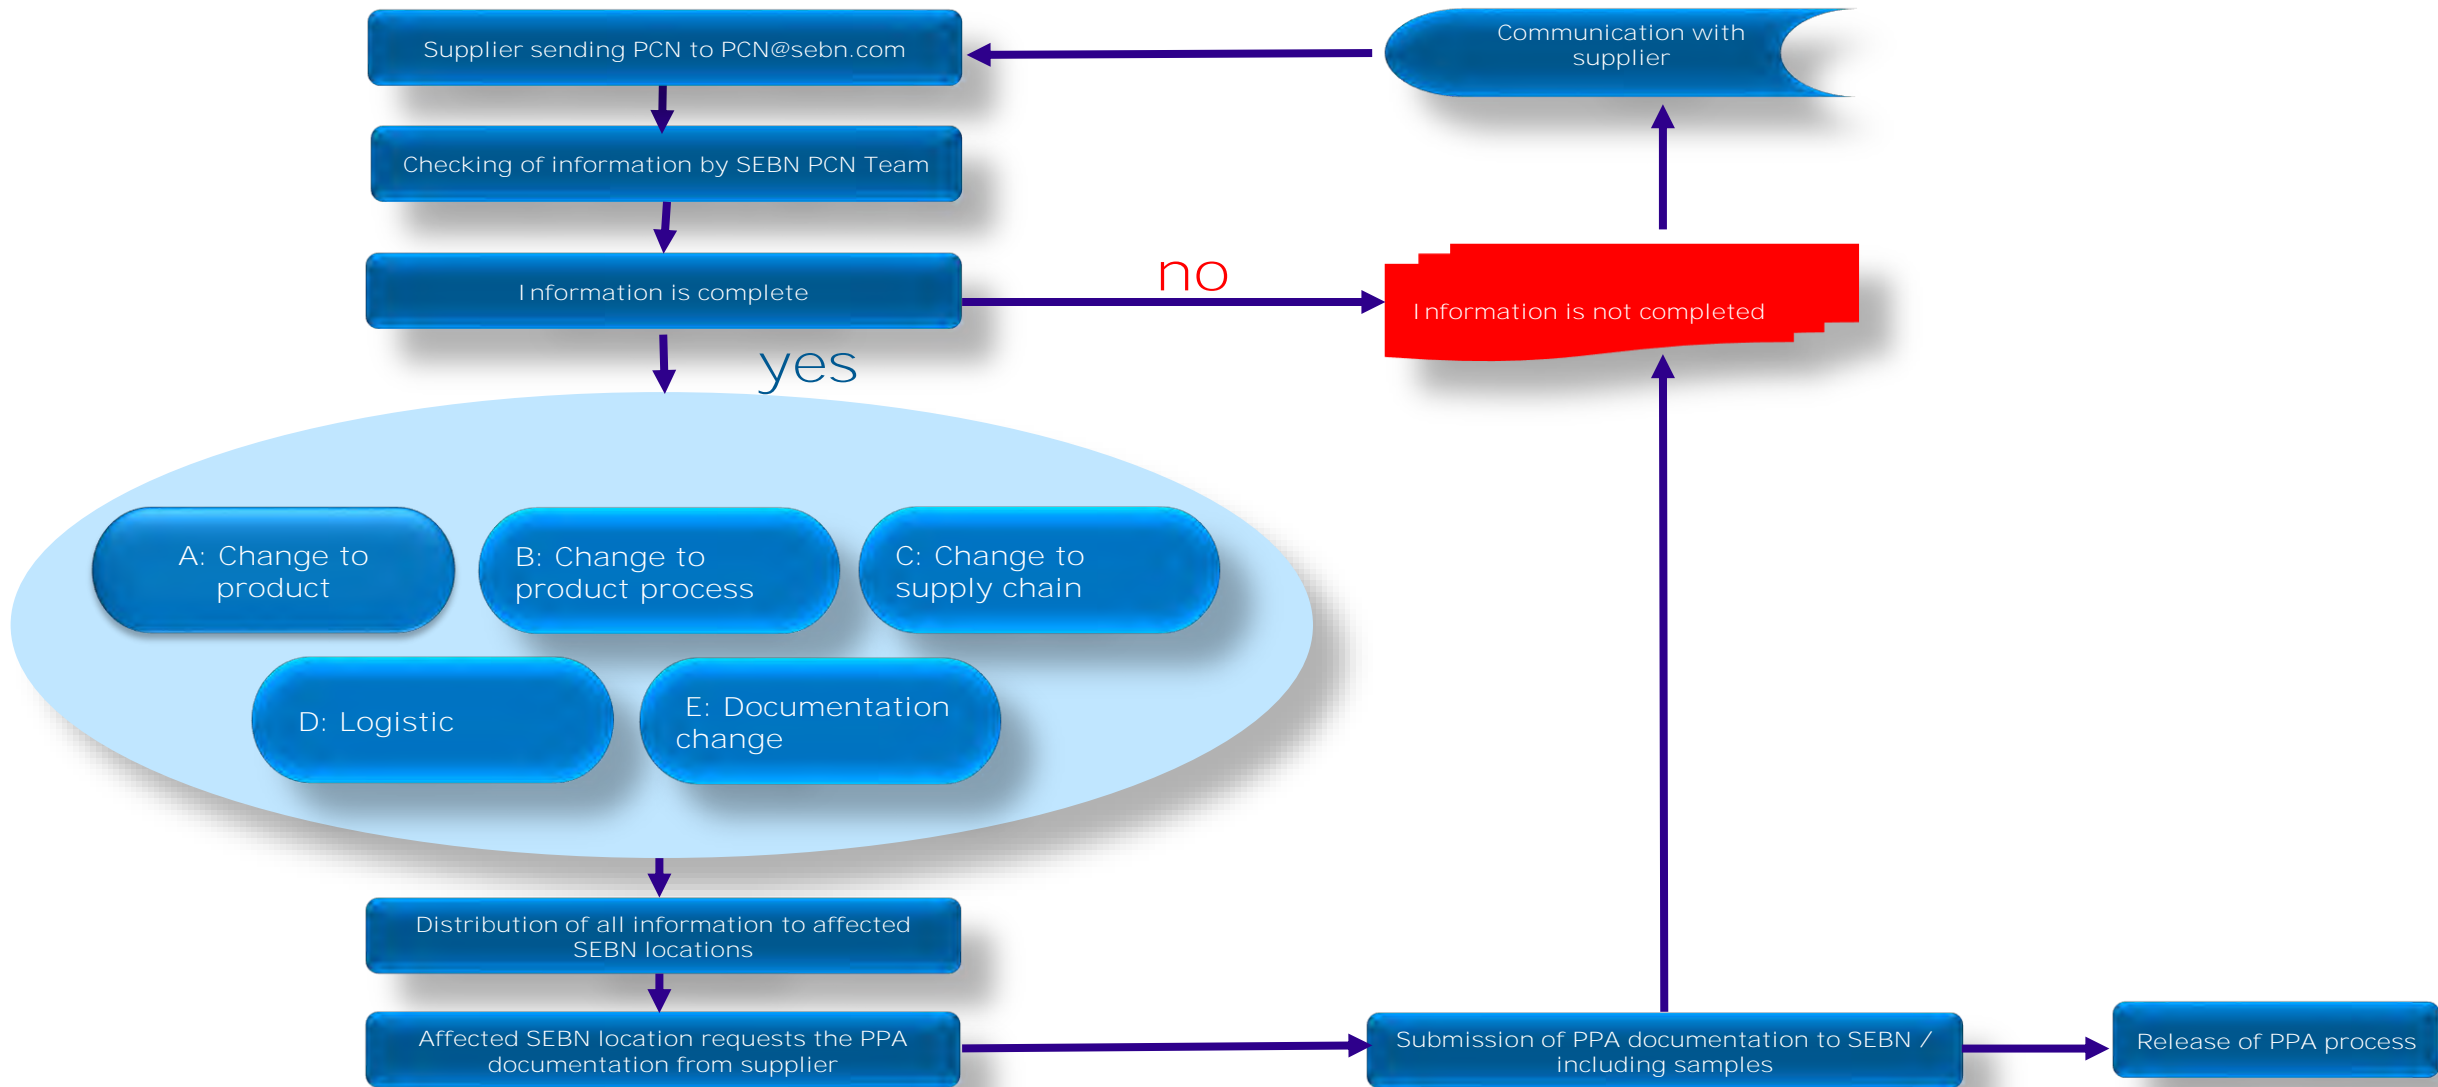 Supplier sending PCN to PCN@sebn.com
Communication with
supplier
Checking of information by SEBN PCN Team
Information is complete
no
Information is not completed
yes
A: Change to
product
B: Change to
product process
C: Change to
supply chain
D: Logistic
E: Documentation
change
Distribution of all information to affected
SEBN locations
Affected SEBN location requests the PPA
documentation from supplier
Submission of PPA documentation to SEBN /
including samples
Release of PPA process